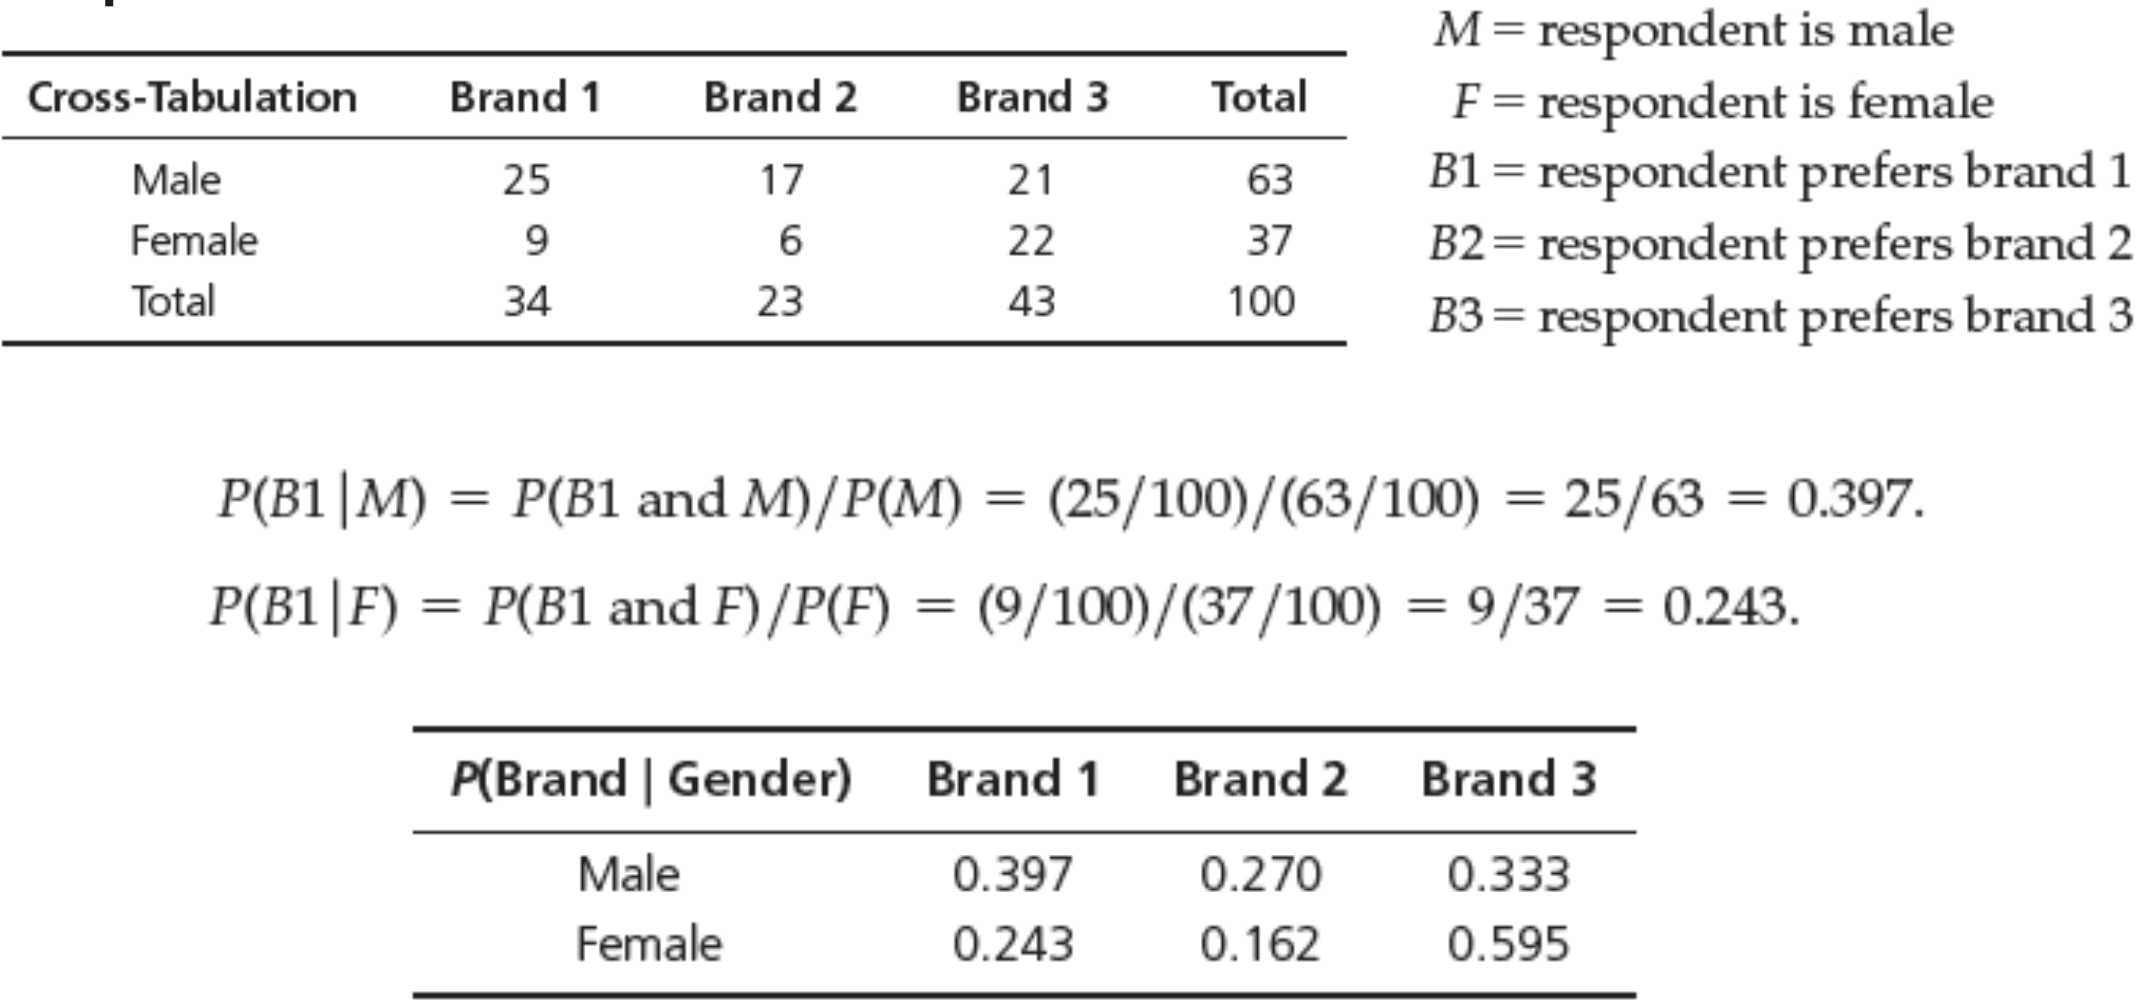 Cross-Tabulation Brand 1 Brand 2 Brand 3 Total
Male 25 17 21 63
Female 9 6 22 37
Total 34 23 43 100
M = respondent is male
F = respondent is female
B1 = respondent prefers brand 1
B2 = respondent prefers brand 2
B3 = respondent prefers brand 3
P(B1|M) = P(B1 and M)/P(M) = (25/100)/(63/100) = 25/63 = 0.397.
P(B1|F) = P(B1 and F)/P(F) = (9/100)/(37/100) = 9/37 = 0.243.
P(Brand | Gender) Brand 1 Brand 2 Brand 3
Male 0.397 0.270 0.333
Female 0.243 0.162 0.595